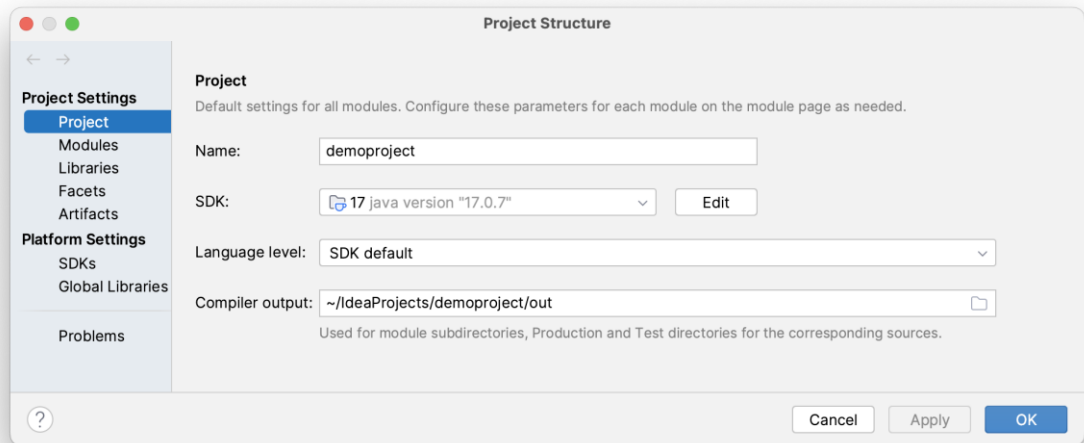 Project Structure
Project Settings
Project
Modules
Libraries
Facets
Artifacts
Platform Settings
SDKs
Global Libraries
Problems
Project
Default settings for all modules. Configure these parameters for each module on the module page as needed.
Name: demoproject
SDK: 17 java version "17.0.7" Edit
Language level: SDK default
Compiler output: ~/IdeaProjects/demoproject/out
Used for module subdirectories, Production and Test directories for the corresponding sources.
? Cancel Apply OK